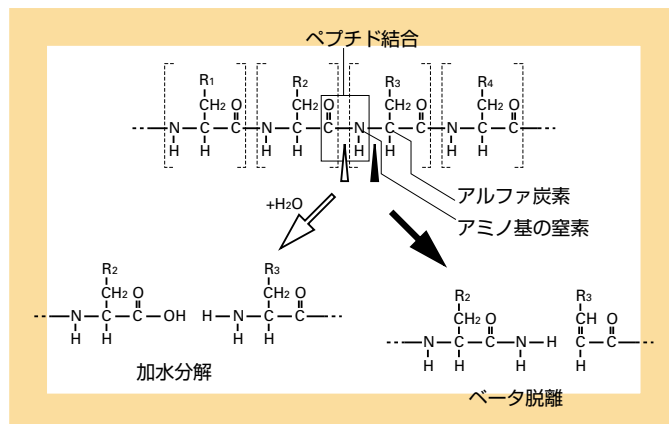 ペプチド結合
R1 R2 R3 R4
CH2 O CH2 O CH2 O CH2 O
N C C N C C N C C N C C
H H H H H H H H
アルファ炭素
+H2O
アミノ基の窒素
R2 R3
CH2 O CH2 O
N C C OH H N C C
H H H H
加水分解
R2 R3
CH2 O CH
N C C N H C C O
H H H H
ベータ脱離